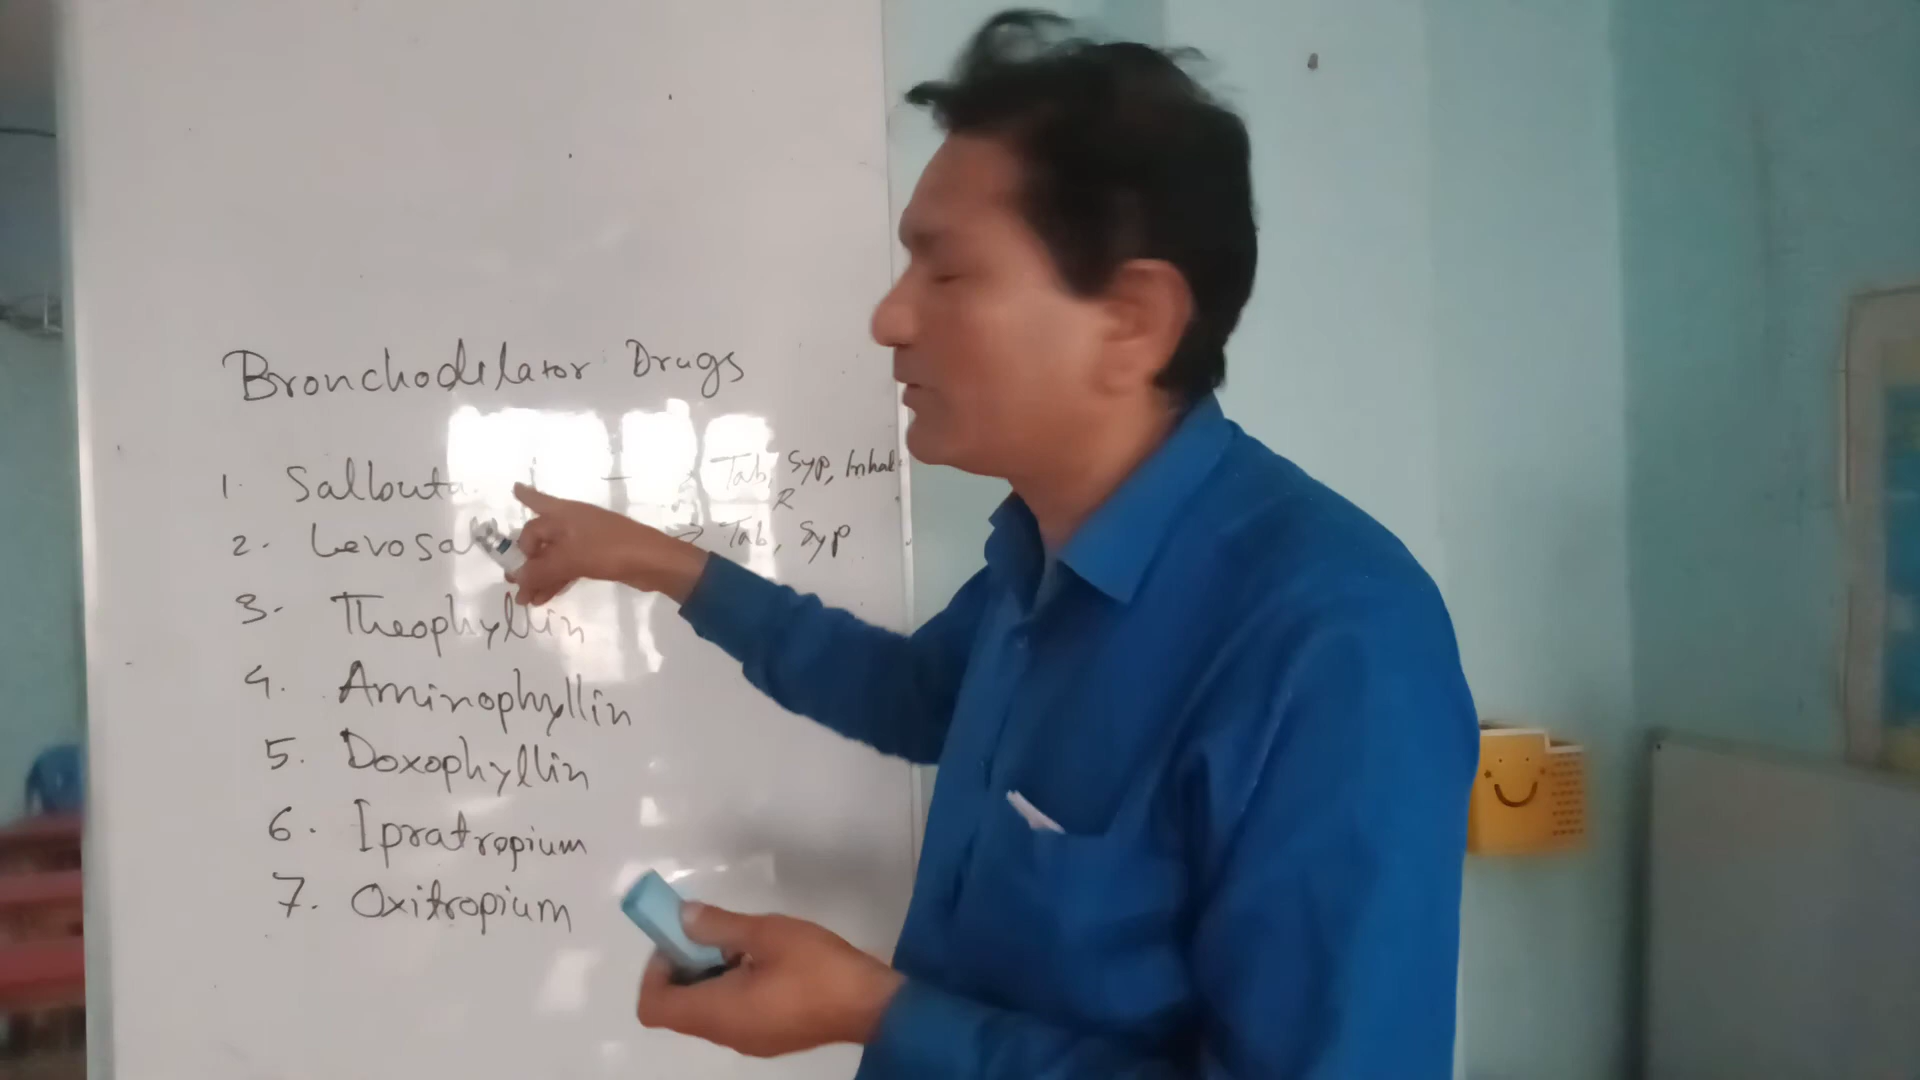 Bronchodilator Drugs
1. Salbuta → Tab, Syp, Inhal
R
2. Levosal → Tab, Syp
3. Theophyllin
4. Aminophyllin
5. Doxophyllin
6. Ipratropium
7. Oxitropium